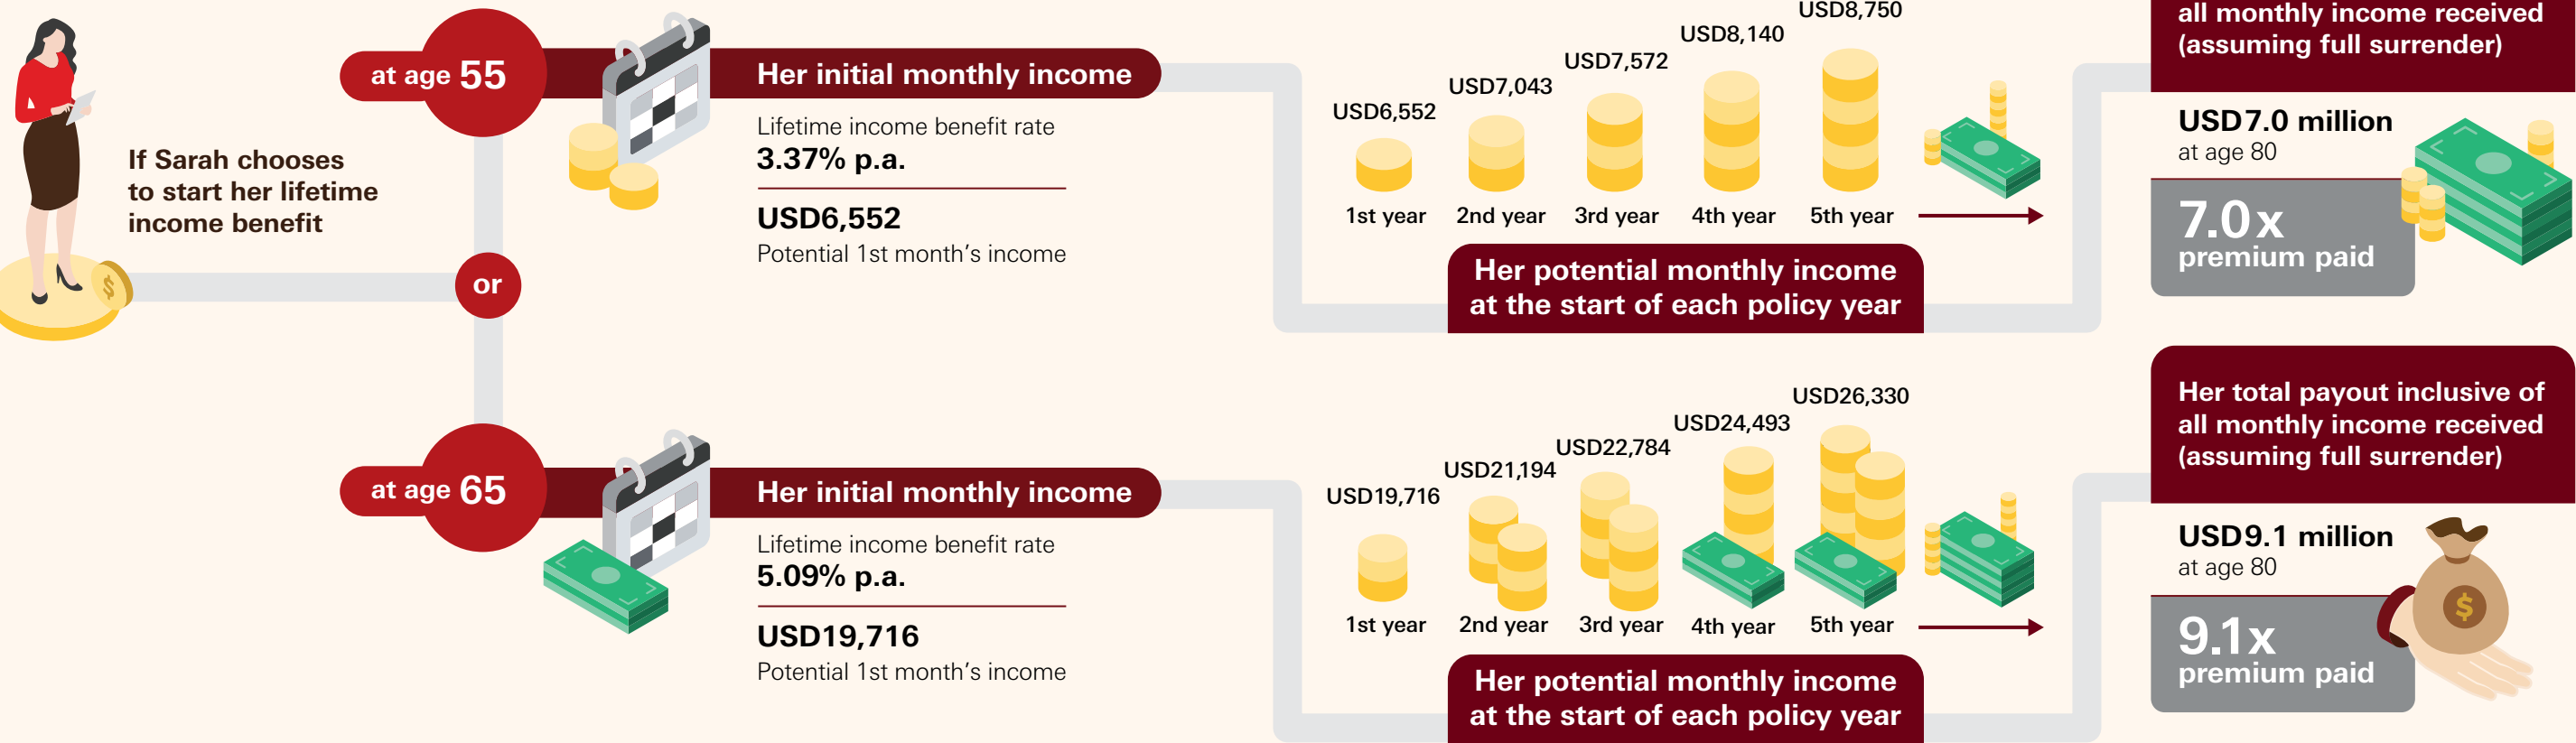 If Sarah chooses
to start her lifetime
income benefit
at age 55
Her initial monthly income
Lifetime income benefit rate
3.37% p.a.
USD6,552
Potential 1st month's income
USD6,552
USD7,043
USD7,572
USD8,140
USD8,750
1st year
2nd year
3rd year
4th year
5th year
Her potential monthly income
at the start of each policy year
all monthly income received
(assuming full surrender)
USD7.0 million
at age 80
7.0x
premium paid
or
at age 65
Her initial monthly income
Lifetime income benefit rate
5.09% p.a.
USD19,716
Potential 1st month's income
USD19,716
USD21,194
USD22,784
USD24,493
USD26,330
1st year
2nd year
3rd year
4th year
5th year
Her potential monthly income
at the start of each policy year
Her total payout inclusive of
all monthly income received
(assuming full surrender)
USD9.1 million
at age 80
9.1x
premium paid